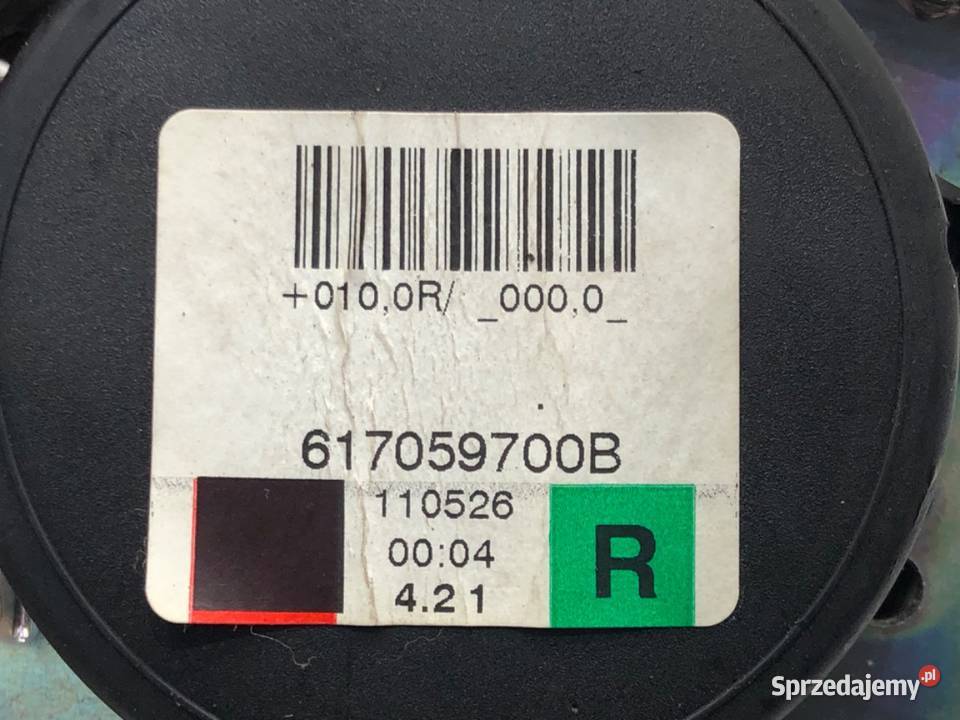 +010,0R/ _000,0_
617059700B
110526
00:04
4.21
R
Sprzedajemy.pl